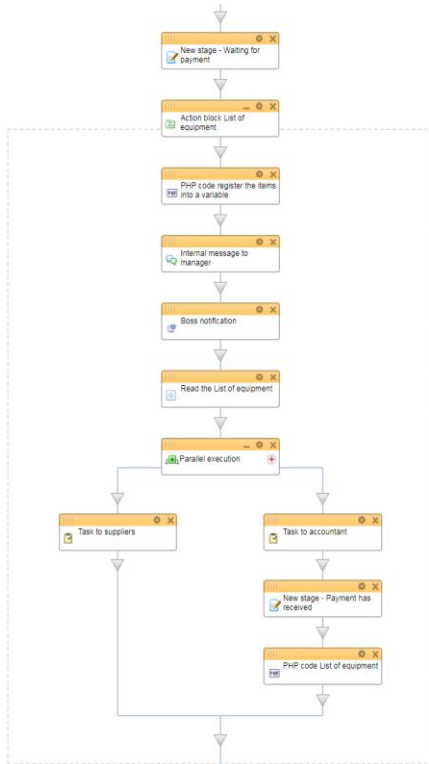 New stage - Waiting for
payment
Action block List of
equipment
PHP code register the items
into a variable
Internal message to
manager
Boss notification
Read the List of equipment
Parallel execution
Task to suppliers
Task to accountant
New stage - Payment has
received
PHP code List of equipment